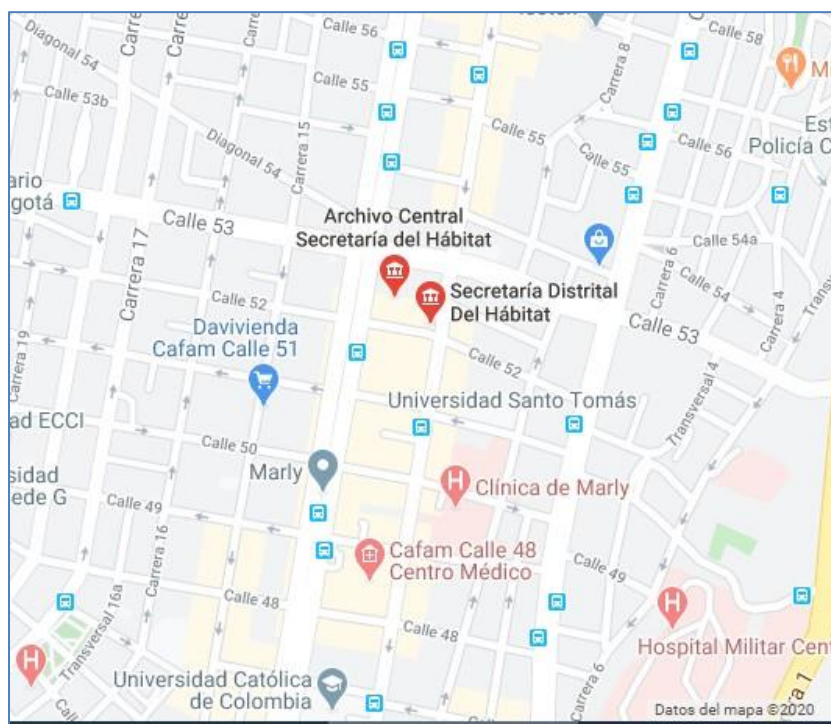 Calle 56
Carrera 8
Calle 58
Diagonal 54
Carrera 17
Calle 55
Calle 53b
Carrera 15
Calle 55
Calle 56
Policía C
Diagonal 54
Calle 55
Archivo Central
Secretaría del Hábitat
Calle 53
Carrera 6
Calle 54a
Calle 54
Carrera 4
Secretaría Distrital
Del Hábitat
Calle 53
Calle 52
Davivienda
Cafam Calle 51
Carrera 19
Calle 52
Universidad Santo Tomás
Transversal 4
ad ECCI
Calle 50
Marly
Clínica de Marly
sidad
ede G
Calle 49
Carrera 16
Cafam Calle 48
Centro Médico
Calle 49
Transversal 16a
Calle 48
Calle 48
Hospital Militar Cent
Carrera 6
Universidad Católica
de Colombia
Datos del mapa ©2020